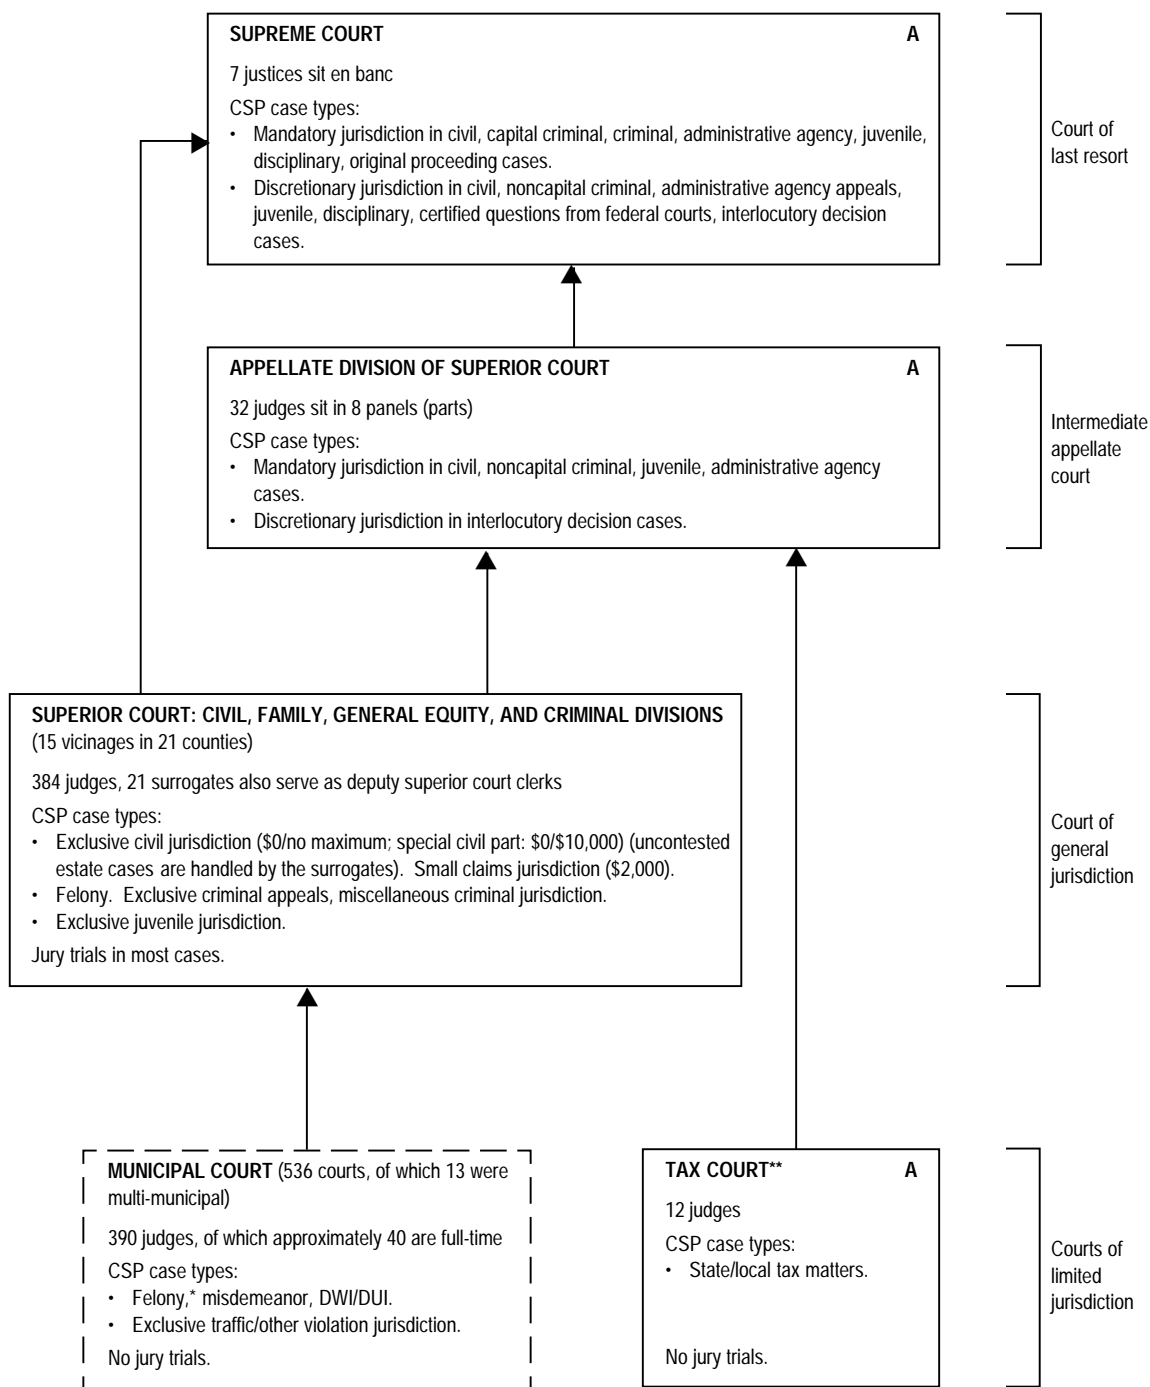 SUPREME COURT A
7 justices sit en banc
CSP case types:
• Mandatory jurisdiction in civil, capital criminal, criminal, administrative agency, juvenile,
disciplinary, original proceeding cases.
• Discretionary jurisdiction in civil, noncapital criminal, administrative agency appeals,
juvenile, disciplinary, certified questions from federal courts, interlocutory decision
cases.
Court of
last resort
APPELLATE DIVISION OF SUPERIOR COURT A
32 judges sit in 8 panels (parts)
CSP case types:
• Mandatory jurisdiction in civil, noncapital criminal, juvenile, administrative agency
cases.
• Discretionary jurisdiction in interlocutory decision cases.
Intermediate
appellate
court
SUPERIOR COURT: CIVIL, FAMILY, GENERAL EQUITY, AND CRIMINAL DIVISIONS
(15 vicinages in 21 counties)
384 judges, 21 surrogates also serve as deputy superior court clerks
CSP case types:
• Exclusive civil jurisdiction ($0/no maximum; special civil part: $0/$10,000) (uncontested
estate cases are handled by the surrogates). Small claims jurisdiction ($2,000).
• Felony. Exclusive criminal appeals, miscellaneous criminal jurisdiction.
• Exclusive juvenile jurisdiction.
Jury trials in most cases.
Court of
general
jurisdiction
MUNICIPAL COURT (536 courts, of which 13 were
multi-municipal)
390 judges, of which approximately 40 are full-time
CSP case types:
• Felony,* misdemeanor, DWI/DUI.
• Exclusive traffic/other violation jurisdiction.
No jury trials.
TAX COURT** A
12 judges
CSP case types:
• State/local tax matters.
No jury trials.
Courts of
limited
jurisdiction